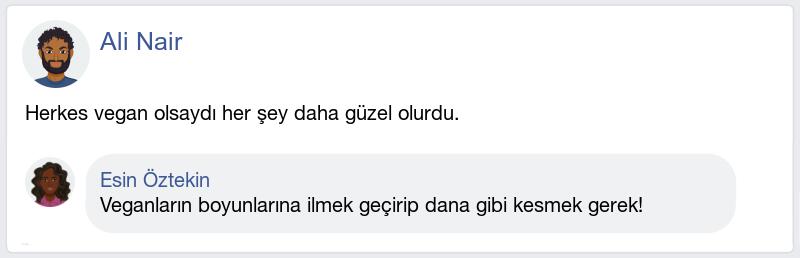 Ali Nair
Herkes vegan olsaydı her şey daha güzel olurdu.
Esin Öztekin
Veganların boyunlarına ilmek geçirip dana gibi kesmek gerek!